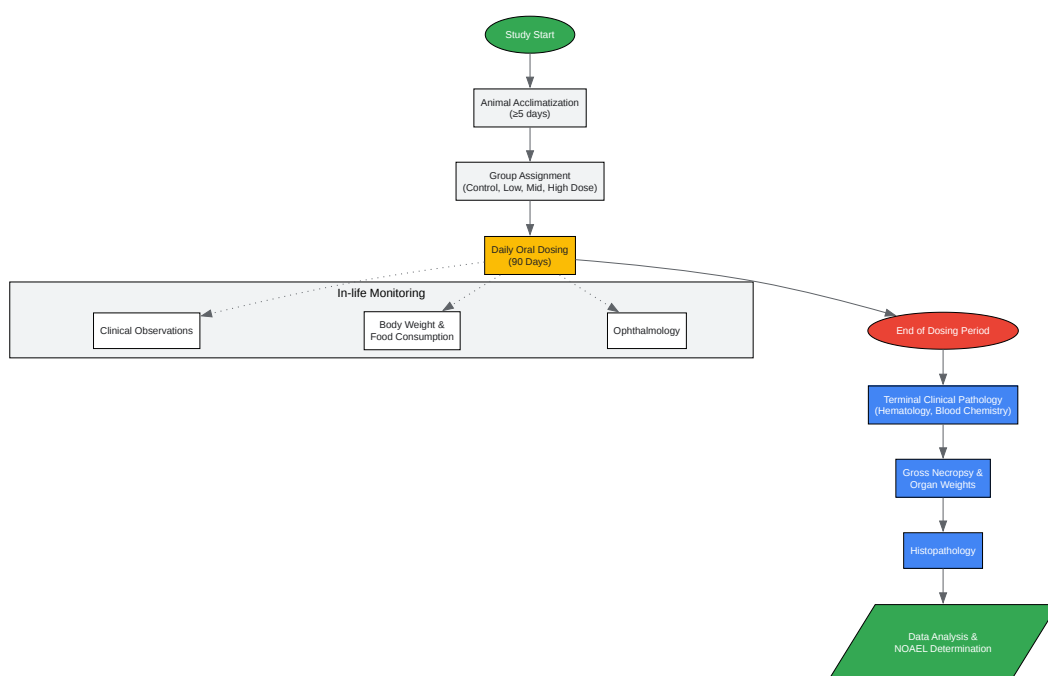 Study Start
Animal Acclimatization
(≥5 days)
Group Assignment
(Control, Low, Mid, High Dose)
Daily Oral Dosing
(90 Days)
In-life Monitoring
Clinical Observations
Body Weight &
Food Consumption
Ophthalmology
End of Dosing Period
Terminal Clinical Pathology
(Hematology, Blood Chemistry)
Gross Necropsy &
Organ Weights
Histopathology
Data Analysis &
NOAEL Determination